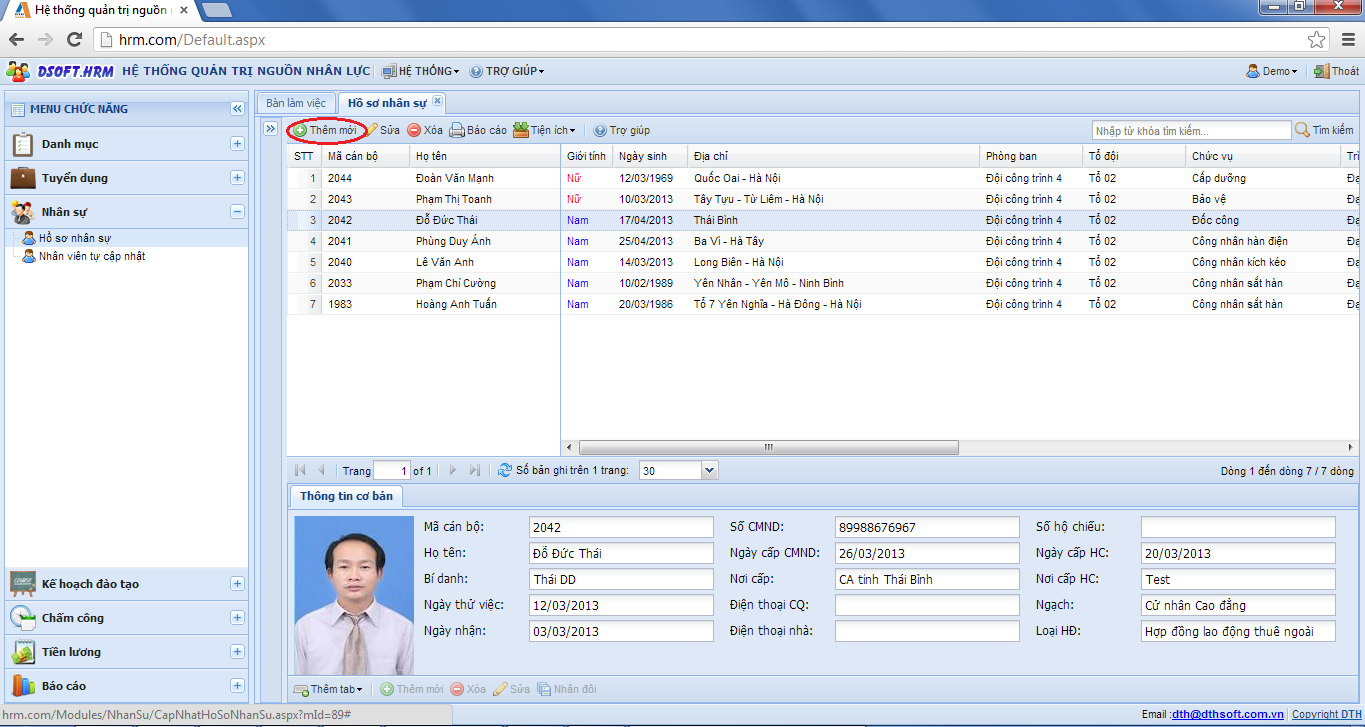 Hệ thống quản trị nguồn
hrm.com/Default.aspx
DSOFT.HRM HỆ THỐNG QUẢN TRỊ NGUỒN NHÂN LỰC HỆ THỐNG TRỢ GIÚP Demo Thoát
MENU CHỨC NĂNG
Danh mục
Tuyển dụng
Nhân sự
Hồ sơ nhân sự
Nhân viên tự cập nhật
Kế hoạch đào tạo
Chấm công
Tiền lương
Báo cáo
Bàn làm việc Hồ sơ nhân sự
Thêm mới Sửa Xóa Báo cáo Tiện ích Trợ giúp Nhập từ khóa tìm kiếm... Tìm kiếm
STT Mã cán bộ Họ tên Giới tính Ngày sinh Địa chỉ Phòng ban Tổ đội Chức vụ
1 2044 Đoàn Văn Mạnh Nữ 12/03/1969 Quốc Oai - Hà Nội Đội công trình 4 Tổ 02 Cấp dưỡng
2 2043 Phạm Thị Toanh Nữ 10/03/2013 Tây Tựu - Từ Liêm - Hà Nội Đội công trình 4 Tổ 02 Bảo vệ
3 2042 Đỗ Đức Thái Nam 17/04/2013 Thái Bình Đội công trình 4 Tổ 02 Đốc công
4 2041 Phùng Duy Ánh Nam 25/04/2013 Ba Vì - Hà Tây Đội công trình 4 Tổ 02 Công nhân hàn điện
5 2040 Lê Văn Anh Nam 14/03/2013 Long Biên - Hà Nội Đội công trình 4 Tổ 02 Công nhân kích kéo
6 2033 Phạm Chí Cường Nam 10/02/1989 Yên Nhân - Yên Mô - Ninh Bình Đội công trình 4 Tổ 02 Công nhân sắt hàn
7 1983 Hoàng Anh Tuấn Nam 20/03/1986 Tổ 7 Yên Nghĩa - Hà Đông - Hà Nội Đội công trình 4 Tổ 02 Công nhân sắt hàn
Trang 1 of 1 Số bản ghi trên 1 trang: 30 Dòng 1 đến dòng 7 / 7 dòng
Thông tin cơ bản
Mã cán bộ: 2042 Số CMND: 89988676967 Số hộ chiếu:
Họ tên: Đỗ Đức Thái Ngày cấp CMND: 26/03/2013 Ngày cấp HC: 20/03/2013
Bí danh: Thái DD Nơi cấp: CA tinh Thái Bình Nơi cấp HC: Test
Ngày thử việc: 12/03/2013 Điện thoại CQ: Ngạch: Cử nhân Cao đẳng
Ngày nhận: 03/03/2013 Điện thoại nhà: Loại HĐ: Hợp đồng lao động thuê ngoài
Thêm tab Thêm mới Xóa Sửa Nhân đôi
hrm.com/Modules/NhanSu/CapNhatHoSoNhanSu.aspx?mId=89#
Email :dth@dthsoft.com.vn Copyright DTH